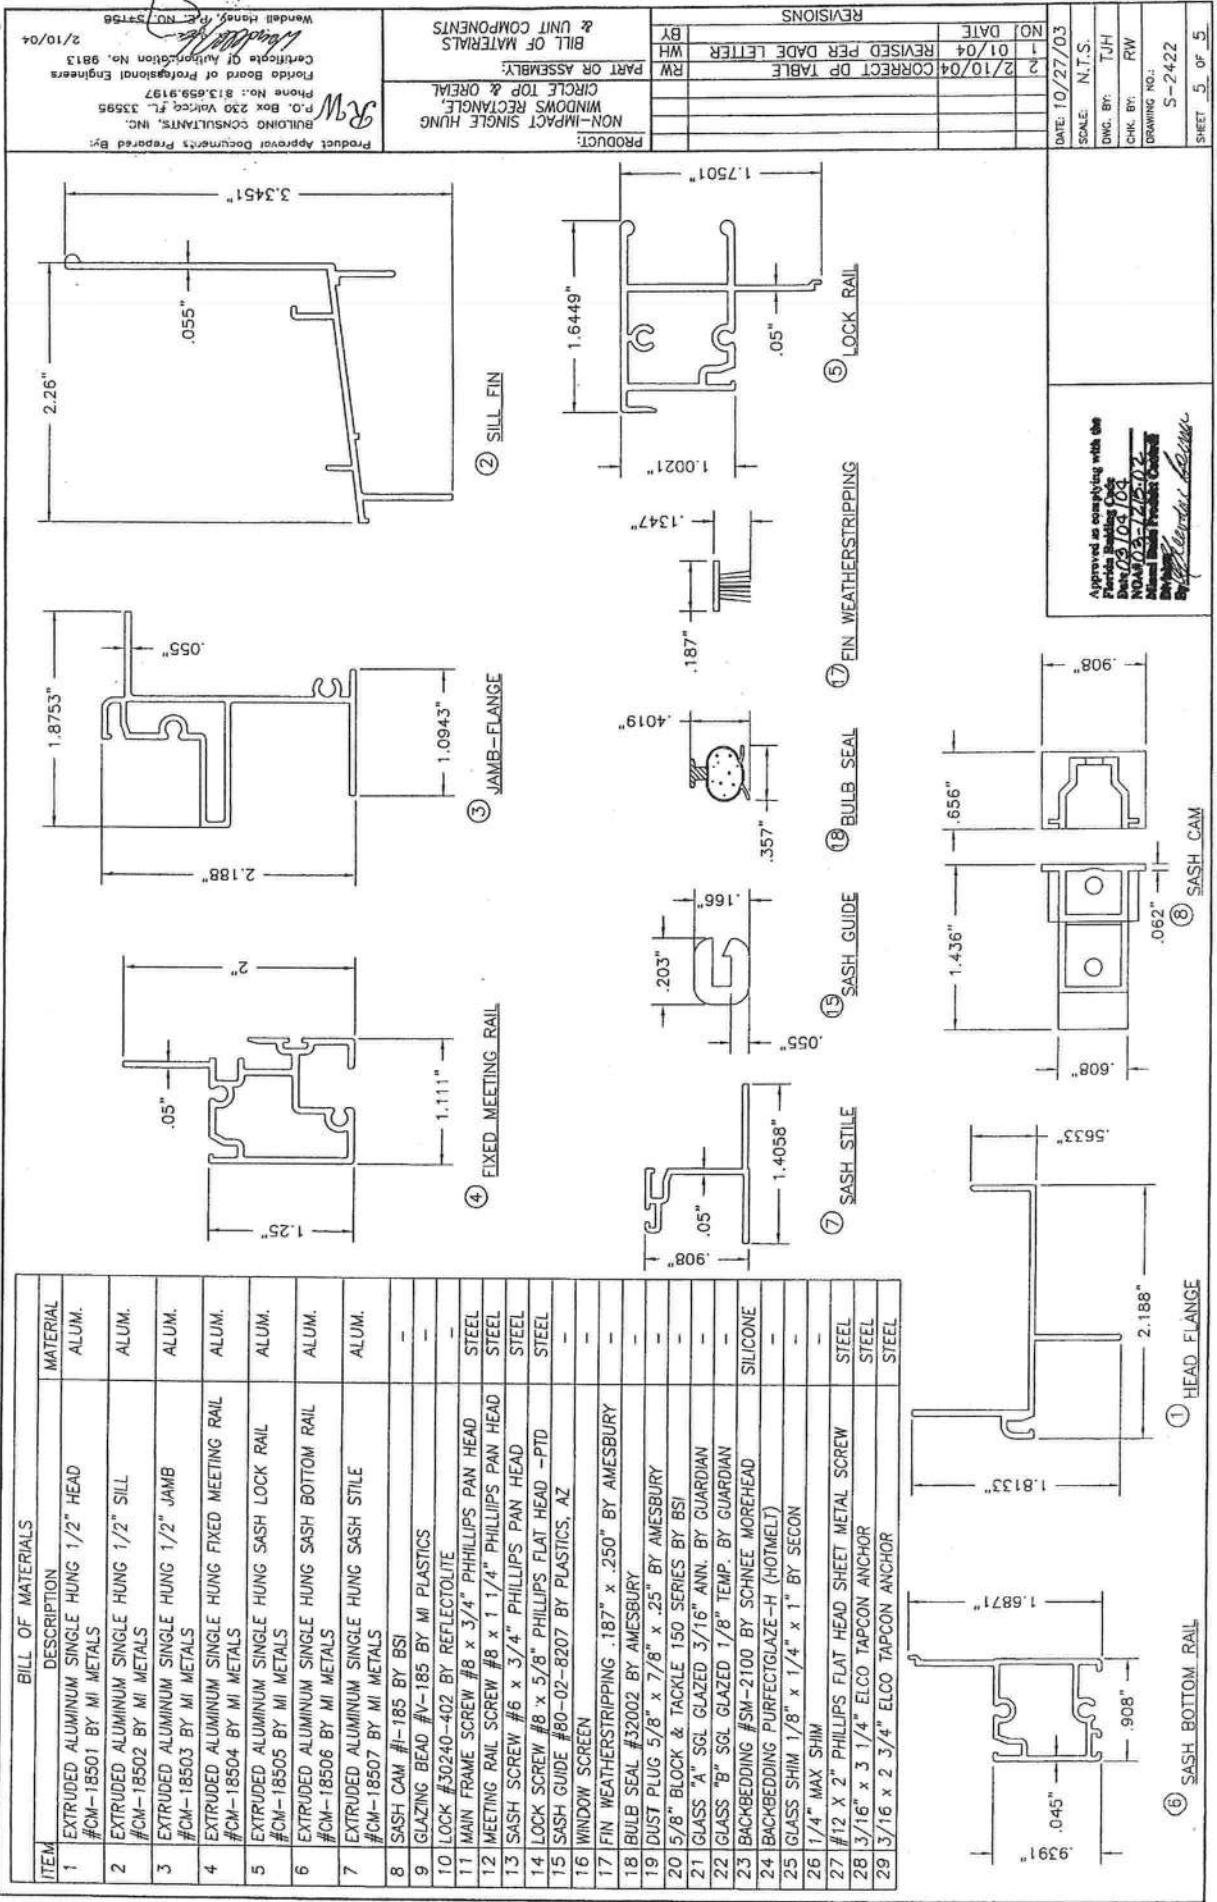 BILL OF MATERIALS
ITEM DESCRIPTION MATERIAL
1 EXTRUDED ALUMINUM SINGLE HUNG 1/2" HEAD ALUM.
#CM-18501 BY MI METALS
2 EXTRUDED ALUMINUM SINGLE HUNG 1/2" SILL ALUM.
#CM-18502 BY MI METALS
3 EXTRUDED ALUMINUM SINGLE HUNG 1/2" JAMB ALUM.
#CM-18503 BY MI METALS
4 EXTRUDED ALUMINUM SINGLE HUNG FIXED MEETING RAIL ALUM.
#CM-18504 BY MI METALS
5 EXTRUDED ALUMINUM SINGLE HUNG SASH LOCK RAIL ALUM.
#CM-18505 BY MI METALS
6 EXTRUDED ALUMINUM SINGLE HUNG SASH BOTTOM RAIL ALUM.
#CM-18506 BY MI METALS
7 EXTRUDED ALUMINUM SINGLE HUNG SASH STILE ALUM.
#CM-18507 BY MI METALS
8 SASH CAM #I-185 BY BSI -
9 GLAZING BEAD #V-185 BY MI PLASTICS -
10 LOCK #30240-402 BY REFLECTOLITE -
11 MAIN FRAME SCREW #8 x 3/4" PHHILLIPS PAN HEAD STEEL
12 METING RAIL SCREW #8 x 1 1/4" PHILLIIPS PAN HEAD STEEL
13 SASH SCREW #6 x 3/4" PHILLIPS PAN HEAD STEEL
14 LOCK SCREW #8 x 5/8" PHILLIPS FLAT HEAD -PTD STEEL
15 SASH GUIDE #80-02-8207 BY PLASTICS, AZ -
16 WINDOW SCREEN -
17 FIN WEATHERSTRIPPING .187" x .250" BY AMESBURY -
18 BULB SEAL #32002 BY AMESBURY -
19 DUST PLUG 5/8" x 7/8" x .25" BY AMESBURY -
20 5/8" BLOCK & TACKLE 150 SERIES BY BSI -
21 GLASS "A" SGL GLAZED 3/16" ANN. BY GUARDIAN -
22 GLASS "B" SGL GLAZED 1/8" TEMP. BY GUARDIAN -
23 BACKBEDDING #SM-2100 BY SCHNEE MOREHEAD SILICONE
24 BACKBEDDING PURFECTGLAZE-H (HOTMELT) -
25 GLASS SHIM 1/8" x 1/4" x 1" BY SECON -
26 1/4" MAX SHIM -
27 #12 X 2" PHILLIPS FLAT HEAD SHEET METAL SCREW STEEL
28 3/16" x 3 1/4" ELCO TAPCON ANCHOR STEEL
29 3/16 x 2 3/4" ELCO TAPCON ANCHOR STEEL
2"
.05"
1.25"
1.111"
④ FIXED MEETING RAIL
1.8753"
.055"
2.188"
1.0943"
③ JAMB-FLANGE
2.26"
3.3451"
.055"
② SILL FIN
.908"
.05"
1.4058"
⑦ SASH STILE
.203"
.166"
.055"
⑮ SASH GUIDE
.4019"
.357"
⑱ BULB SEAL
.187"
.1347"
⑰ FIN WEATHERSTRIPPING
1.6449"
1.7501"
1.0021"
.05"
⑤ LOCK RAIL
1.6871"
.9391"
.045"
.908"
⑥ SASH BOTTOM RAIL
1.8133"
.5633"
2.188"
① HEAD FLANGE
1.436"
.656"
.608"
.908"
.062"
⑧ SASH CAM
Approved as complying with the
Florida Building Code
Date 03/04/04
NOA# 03-1215.02
Miami Dade Product Control
Division
By
Product Approval Documents Prepared By:
RW BUILDING CONSULTANTS, INC.
P.O. Box 230 Valrico FL. 33595
Phone No.: 813.659.9197
Florida Board of Professional Engineers
Certificate Of Authorization No. 9813
2/10/04
Wendell Haney, P.E. NO. 54158
PRODUCT:
NON-IMPACT SINGLE HUNG
WINDOWS RECTANGLE,
CIRCLE TOP & OREIAL
PART OR ASSEMBLY:
BILL OF MATERIALS
& UNIT COMPONENTS
2 2/10/04 CORRECT DP TABLE RW
1 01/04 REVISED PER DADE LETTER WH
NO. DATE BY
REVISIONS
DATE: 10/27/03
SCALE: N.T.S.
DWG. BY: TJH
CHK. BY: RW
DRAWING NO.:
S-2422
SHEET 5 OF 5